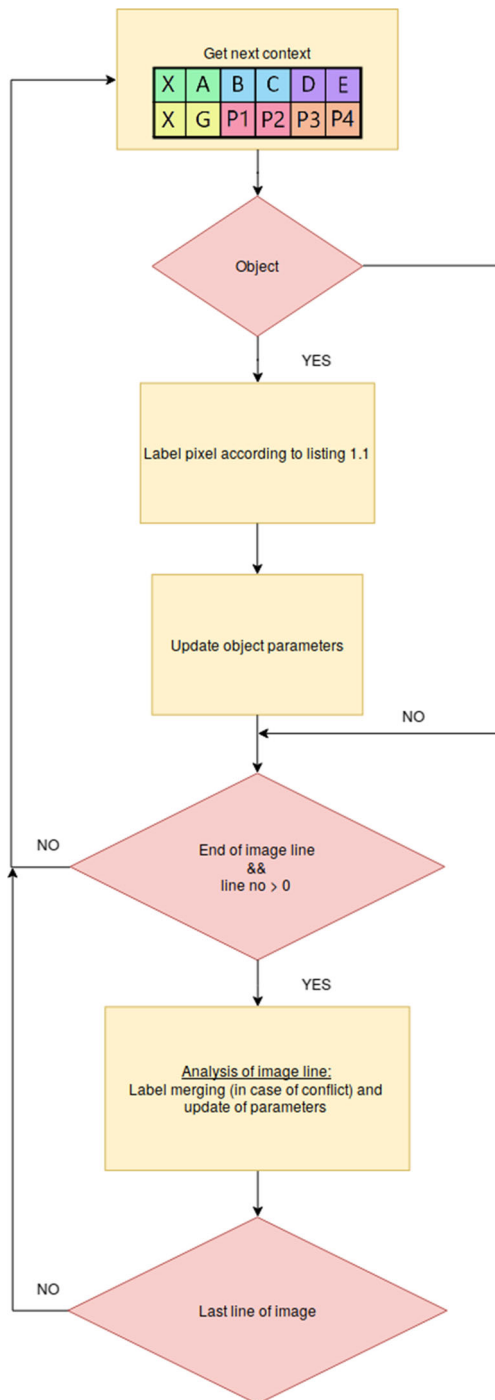 Get next context
X A B C D E
X G P1 P2 P3 P4
Object
YES
Label pixel according to listing 1.1
Update object parameters
NO
End of image line
&&
line no > 0
NO
YES
Analysis of image line:
Label merging (in case of conflict) and
update of parameters
NO
Last line of image